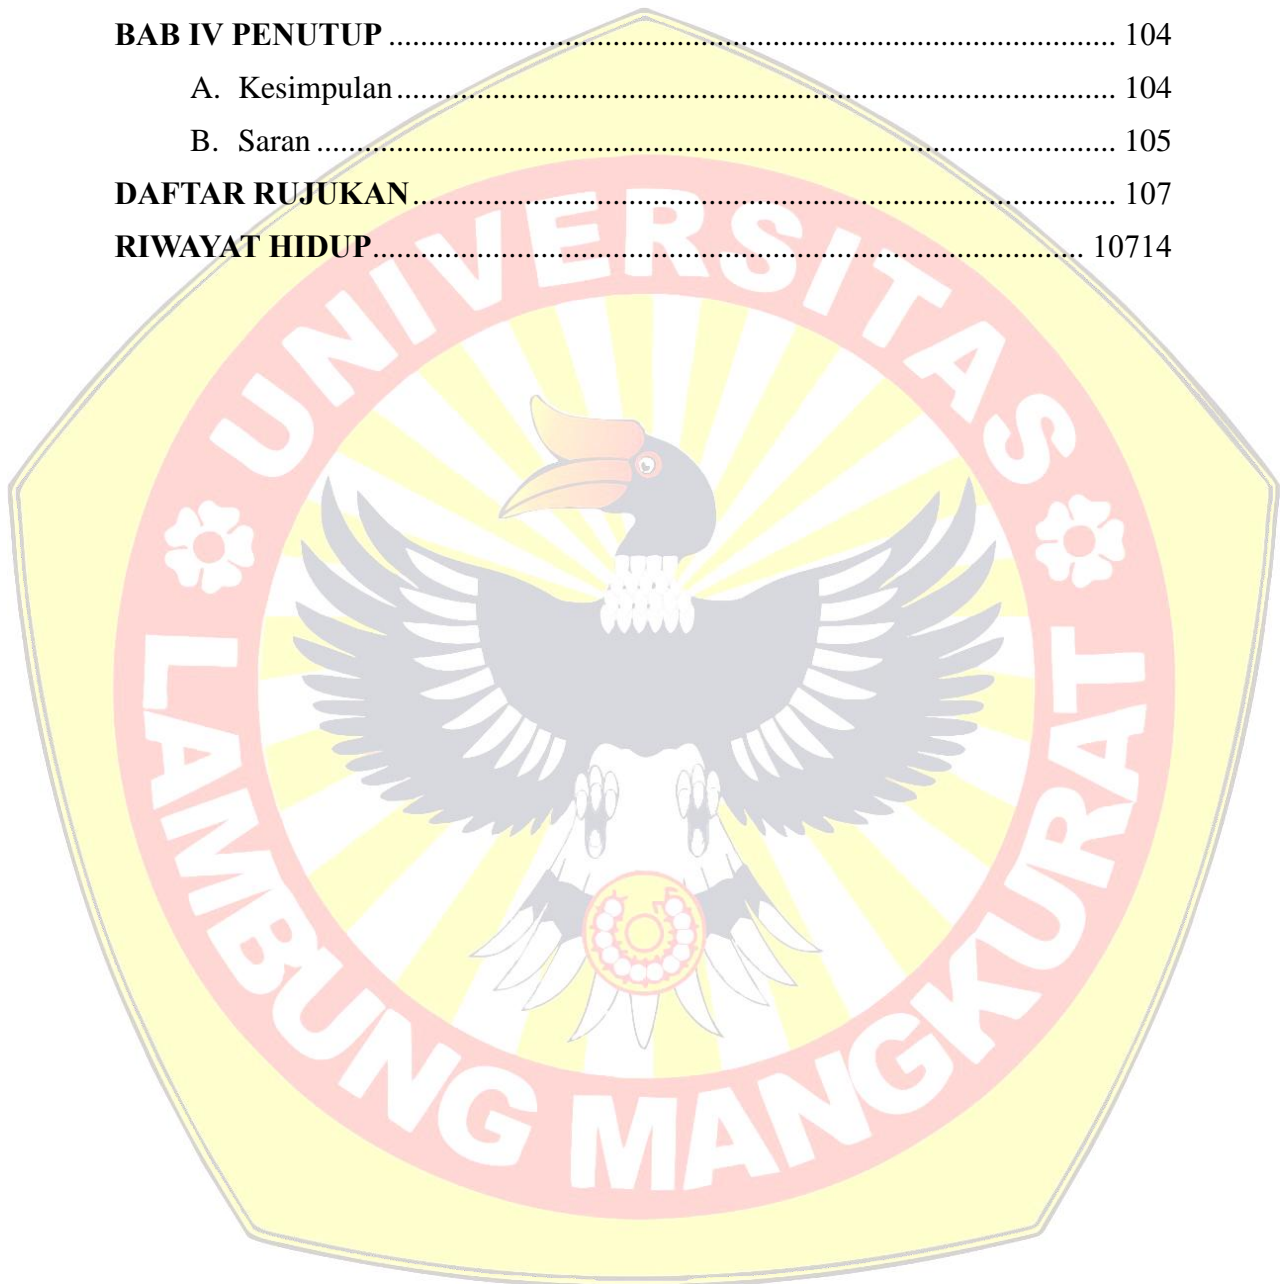 BAB IV PENUTUP ........................................................................................... 104
A. Kesimpulan .......................................................................................... 104
B. Saran .................................................................................................... 105
DAFTAR RUJUKAN ........................................................................................ 107
RIWAYAT HIDUP ......................................................................................... 10714
UNIVERSITAS
LAMBUNG MANGKURAT